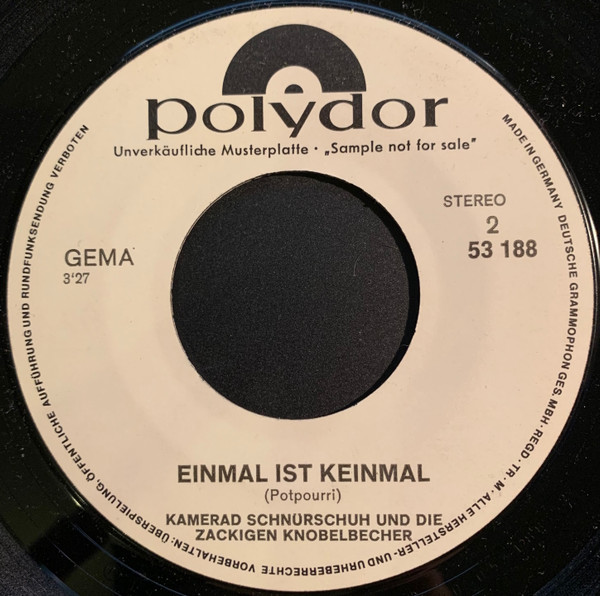 polydor
Unverkäufliche Musterplatte · „Sample not for sale"
STEREO
2
53 188
GEMA
3'27
EINMAL IST KEINMAL
(Potpourri)
KAMERAD SCHNÜRSCHUH UND DIE
ZACKIGEN KNOBELBECHER
MADE IN GERMANY DEUTSCHE GRAMMOPHON GES. MBH · REGD · TR · M · ALLE HERSTELLER- UND URHEBERRECHTE VORBEHALTEN: ÜBERSPIELUNG, ÖFFENTLICHE AUFFÜHRUNG UND RUNDFUNKSENDUNG VERBOTEN